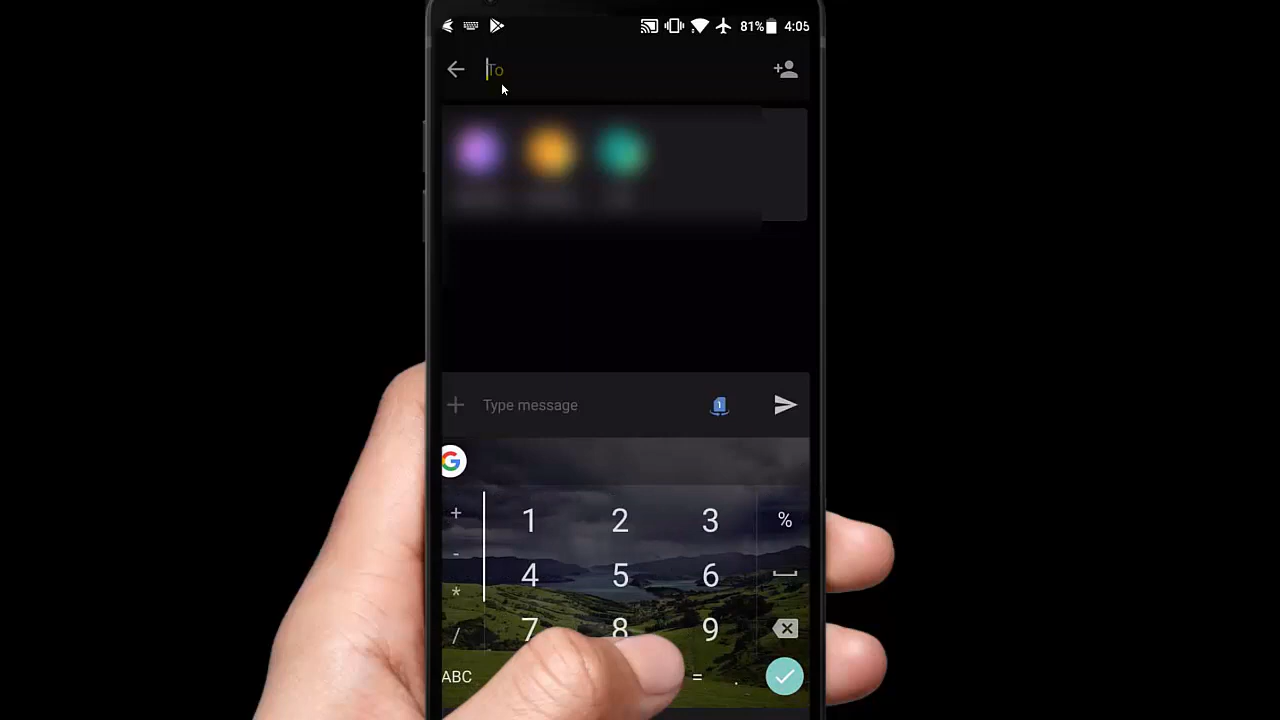 81% 4:05
To
Type message
G
+ 1 2 3 %
- 4 5 6
* 7 8 9
/
ABC = .